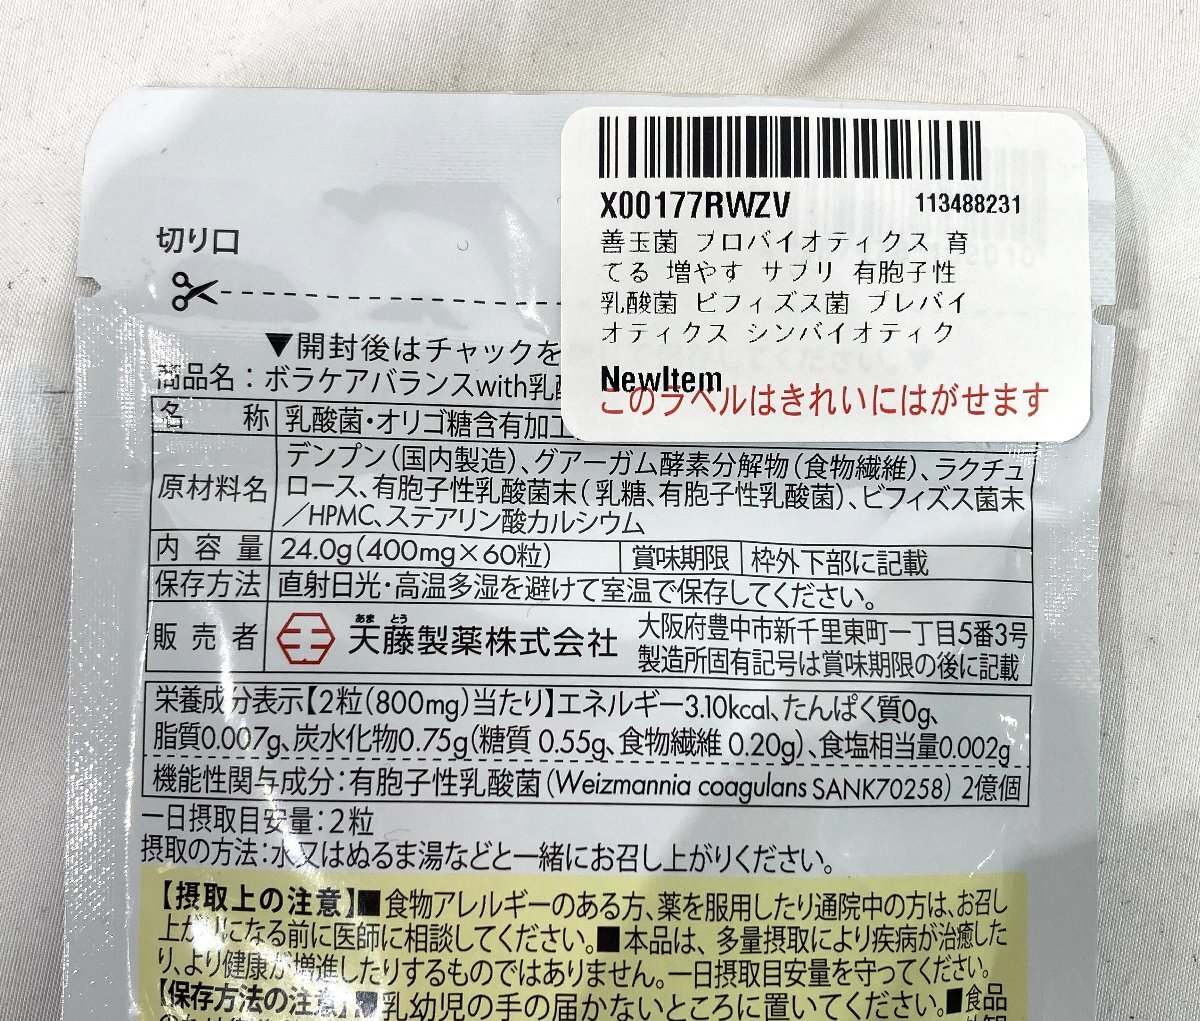 X00177RWZV 113488231
善玉菌 プロバイオティクス 育
てる 増やす サプリ 有胞子性
乳酸菌 ビフィズス菌 プレバイ
オティクス シンバイオティク
NewItem
このラベルはきれいにはがせます
切り口
▼開封後はチャックを
商品名：ボラケアバランスwith乳
名称 乳酸菌・オリゴ糖含有加工
原材料名 デンプン（国内製造）、グアーガム酵素分解物（食物繊維）、ラクチュ
ロース、有胞子性乳酸菌末（乳糖、有胞子性乳酸菌）、ビフィズス菌末
／HPMC、ステアリン酸カルシウム
内容量 24.0g（400mg×60粒） 賞味期限 枠外下部に記載
保存方法 直射日光・高温多湿を避けて室温で保存してください。
販売者 天藤製薬株式会社 大阪府豊中市新千里東町一丁目5番3号
あま とう
製造所固有記号は賞味期限の後に記載
栄養成分表示【2粒（800mg）当たり】エネルギー3.10kcal、たんぱく質0g、
脂質0.007g、炭水化物0.75g（糖質 0.55g、食物繊維 0.20g）、食塩相当量0.002g
機能性関与成分：有胞子性乳酸菌（Weizmannia coagulans SANK70258） 2億個
一日摂取目安量：2粒
摂取の方法：水又はぬるま湯などと一緒にお召し上がりください。
【摂取上の注意】■食物アレルギーのある方、薬を服用したり通院中の方は、お召し
上がりになる前に医師に相談してください。■本品は、多量摂取により疾病が治癒した
り、より健康が増進したりするものではありません。一日摂取目安量を守ってください。
【保存方法の注意】■乳幼児の手の届かないところに置いてください。■食品